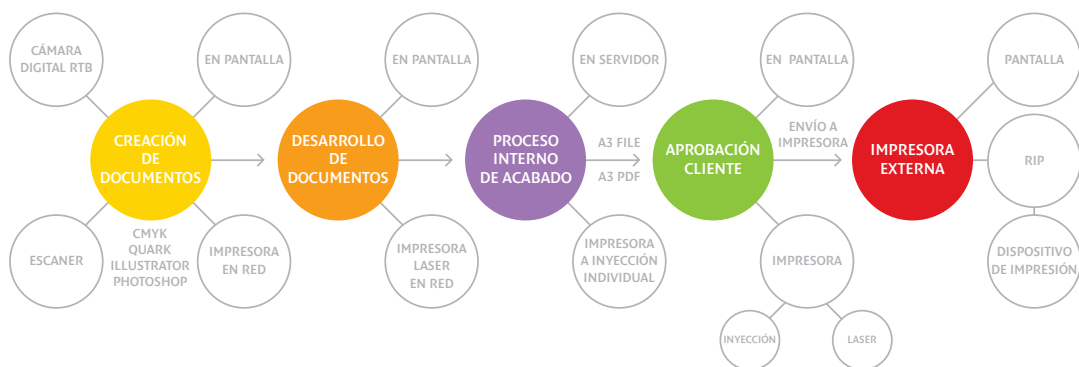 CÁMARA
DIGITAL RTB
EN PANTALLA
CREACIÓN
DE
DOCUMENTOS
ESCANER
CMYK
QUARK
ILLUSTRATOR
PHOTOSHOP
IMPRESORA
EN RED
EN PANTALLA
DESARROLLO
DE
DOCUMENTOS
IMPRESORA
LASER
EN RED
EN SERVIDOR
PROCESO
INTERNO
DE ACABADO
A3 FILE
A3 PDF
IMPRESORA
A INYECCIÓN
INDIVIDUAL
EN PANTALLA
APROBACIÓN
CLIENTE
ENVÍO A
IMPRESORA
IMPRESORA
INYECCIÓN
LASER
PANTALLA
IMPRESORA
EXTERNA
RIP
DISPOSITIVO
DE IMPRESIÓN